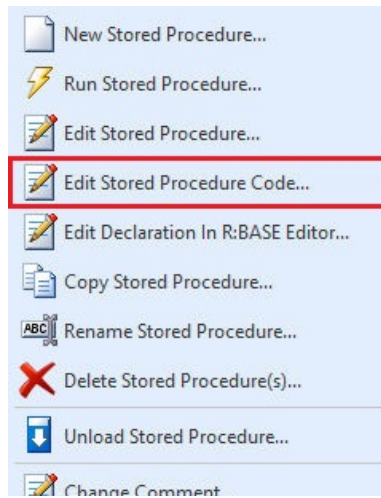 New Stored Procedure...
Run Stored Procedure...
Edit Stored Procedure...
Edit Stored Procedure Code...
Edit Declaration In R:BASE Editor...
Copy Stored Procedure...
ABC Rename Stored Procedure...
Delete Stored Procedure(s)...
Unload Stored Procedure...
Change Comment